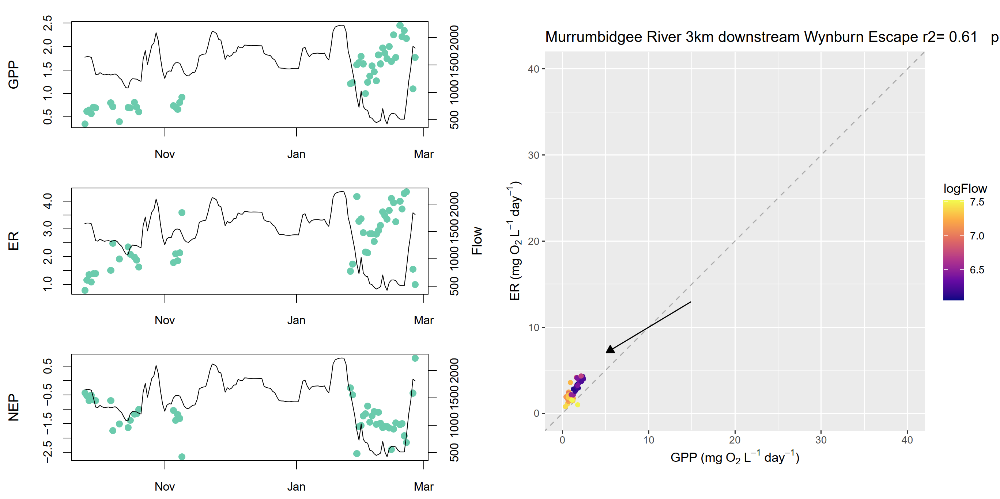 GPP
2.5
2.0
1.5
1.0
0.5
2000
1500
1000
500
Nov Jan Mar
ER
4.0
3.0
2.0
1.0
2000
1500
1000
500
Flow
Nov Jan Mar
NEP
0.5
−0.5
−1.5
−2.5
2000
1500
1000
500
Nov Jan Mar
Murrumbidgee River 3km downstream Wynburn Escape r2= 0.61 p
ER (mg O₂ L⁻¹ day⁻¹)
40
30
20
10
0
0 10 20 30 40
GPP (mg O₂ L⁻¹ day⁻¹)
logFlow
7.5
7.0
6.5